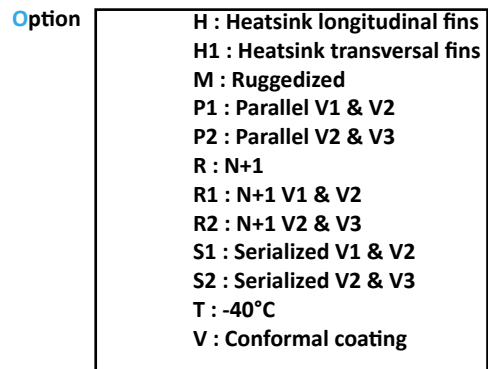 Option
H : Heatsink longitudinal fins
H1 : Heatsink transversal fins
M : Ruggedized
P1 : Parallel V1 & V2
P2 : Parallel V2 & V3
R : N+1
R1 : N+1 V1 & V2
R2 : N+1 V2 & V3
S1 : Serialized V1 & V2
S2 : Serialized V2 & V3
T : -40°C
V : Conformal coating